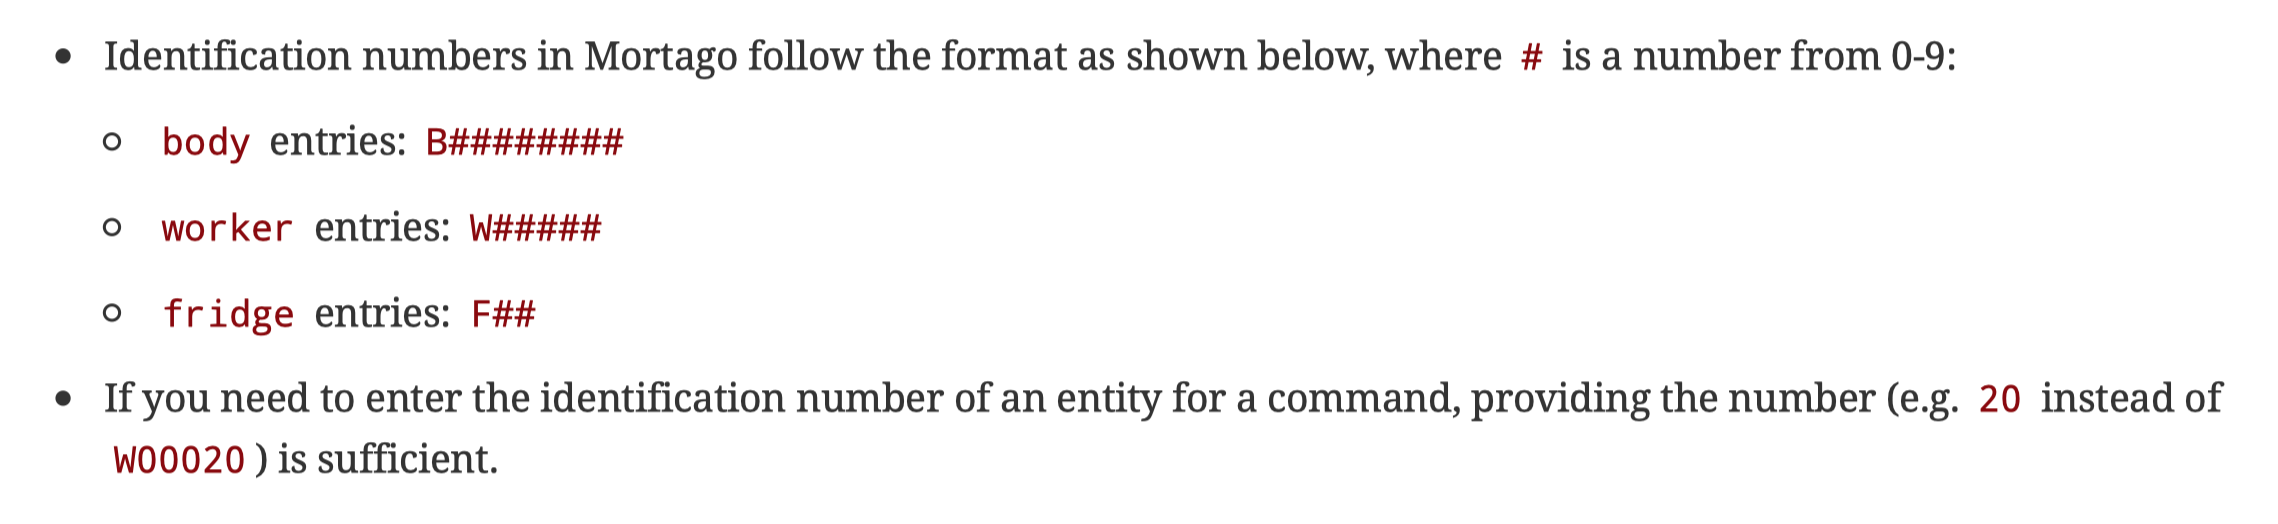 • Identification numbers in Mortago follow the format as shown below, where # is a number from 0-9:
◦ body entries: B########
◦ worker entries: W#####
◦ fridge entries: F##
• If you need to enter the identification number of an entity for a command, providing the number (e.g. 20 instead of
W00020 ) is sufficient.